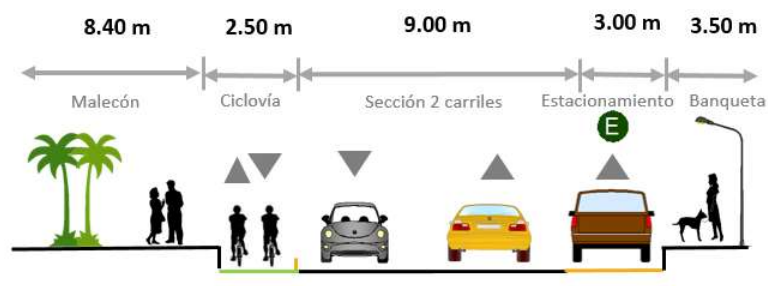 8.40 m 2.50 m 9.00 m 3.00 m 3.50 m
Malecón Ciclovía Sección 2 carriles Estacionamiento Banqueta
E